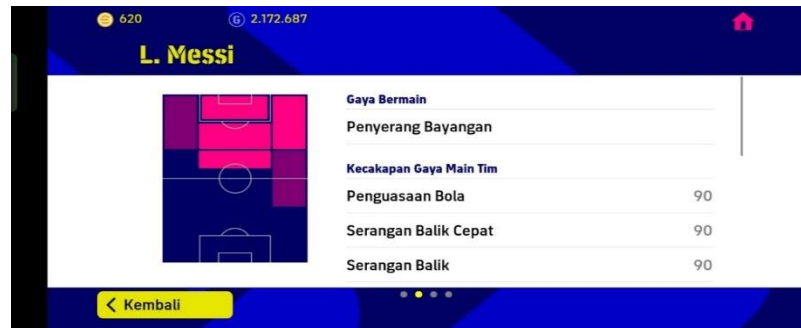 620
2.172.687
L. Messi
Gaya Bermain
Penyerang Bayangan
Kecakapan Gaya Main Tim
Penguasaan Bola 90
Serangan Balik Cepat 90
Serangan Balik 90
Kembali